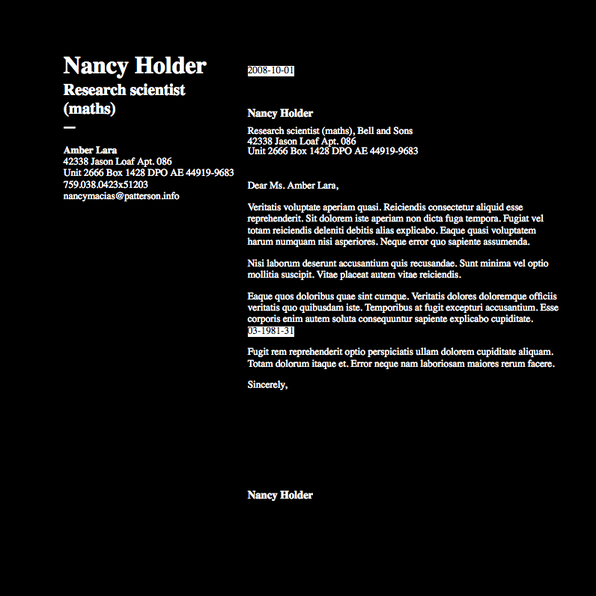 Nancy Holder
Research scientist
(maths)
—
Amber Lara
42338 Jason Loaf Apt. 086
Unit 2666 Box 1428 DPO AE 44919-9683
759.038.0423x51203
nancymacias@patterson.info
2008-10-01
Nancy Holder
Research scientist (maths), Bell and Sons
42338 Jason Loaf Apt. 086
Unit 2666 Box 1428 DPO AE 44919-9683
Dear Ms. Amber Lara,
Veritatis voluptate aperiam quasi. Reiciendis consectetur aliquid esse
reprehenderit. Sit dolorem iste aperiam non dicta fuga tempora. Fugiat vel
totam reiciendis deleniti debitis alias explicabo. Eaque quasi voluptatem
harum numquam nisi asperiores. Neque error quo sapiente assumenda.
Nisi laborum deserunt accusantium quis recusandae. Sunt minima vel optio
mollitia suscipit. Vitae placeat autem vitae reiciendis.
Eaque quos doloribus quae sint cumque. Veritatis dolores doloremque officiis
veritatis quo quibusdam iste. Temporibus at fugit excepturi accusantium. Esse
corporis enim autem soluta consequuntur sapiente explicabo cupiditate.
03-1981-31
Fugit rem reprehenderit optio perspiciatis ullam dolorem cupiditate aliquam.
Totam dolorum itaque et. Error neque nam laboriosam maiores rerum facere.
Sincerely,
Nancy Holder